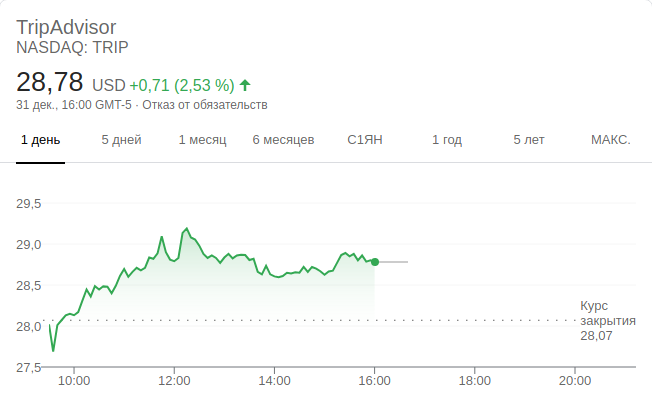 TripAdvisor
NASDAQ: TRIP
28,78 USD +0,71 (2,53 %)
31 дек., 16:00 GMT-5 · Отказ от обязательств
1 день 5 дней 1 месяц 6 месяцев С1ЯН 1 год 5 лет МАКС.
29,5
29,0
28,5
28,0
27,5
Курс
закрытия
28,07
10:00 12:00 14:00 16:00 18:00 20:00